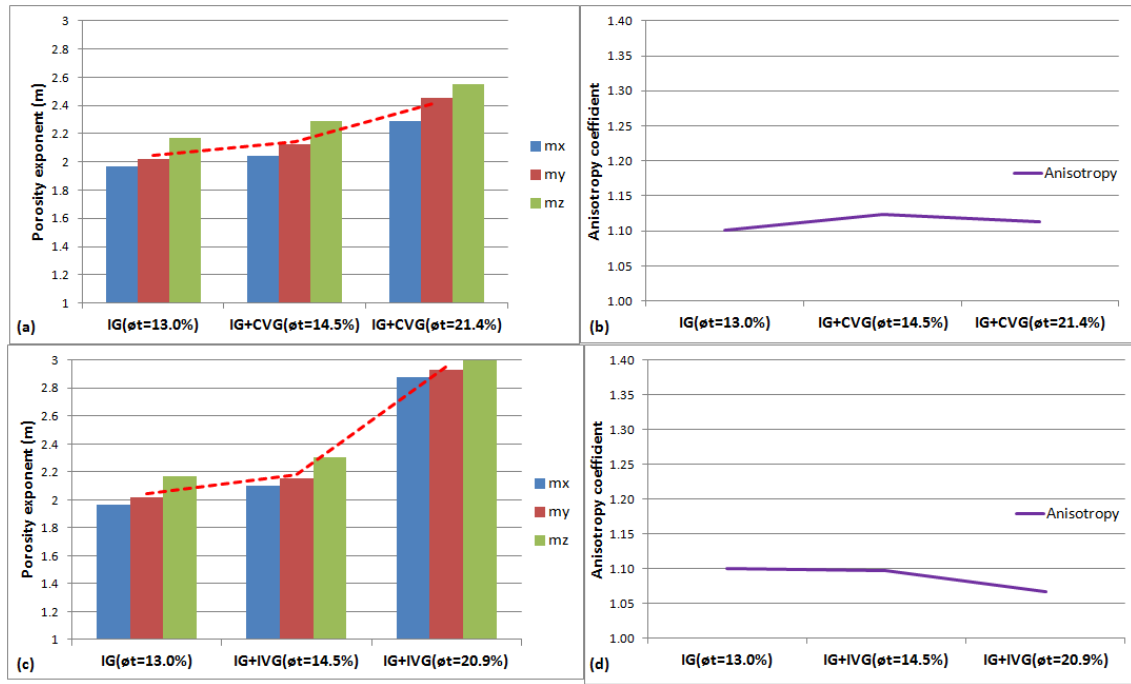 Porosity exponent (m)
3
2.8
2.6
2.4
2.2
2
1.8
1.6
1.4
1.2
1
mx
my
mz
IG(øt=13.0%) IG+CVG(øt=14.5%) IG+CVG(øt=21.4%)
(a)
Anisotropy coefficient
1.40
1.35
1.30
1.25
1.20
1.15
1.10
1.05
1.00
Anisotropy
IG(øt=13.0%) IG+CVG(øt=14.5%) IG+CVG(øt=21.4%)
(b)
Porosity exponent (m)
3
2.8
2.6
2.4
2.2
2
1.8
1.6
1.4
1.2
1
mx
my
mz
IG(øt=13.0%) IG+IVG(øt=14.5%) IG+IVG(øt=20.9%)
(c)
Anisotropy coefficient
1.40
1.35
1.30
1.25
1.20
1.15
1.10
1.05
1.00
Anisotropy
IG(øt=13.0%) IG+IVG(øt=14.5%) IG+IVG(øt=20.9%)
(d)